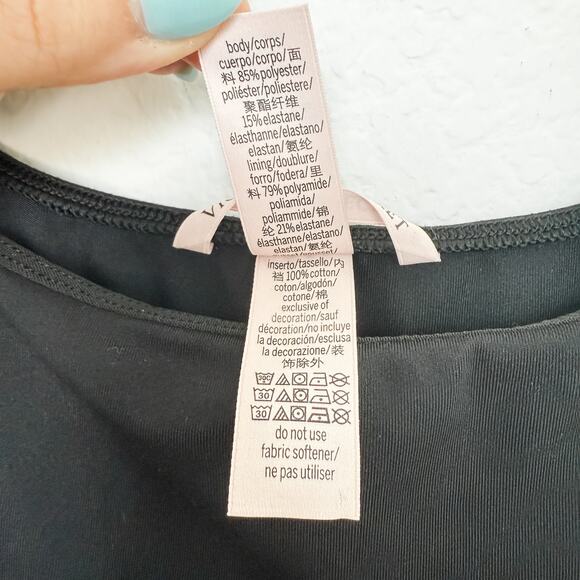 body/corps/
cuerpo/corpo/面
料 85% polyester/
poliéster/poliestere/
聚酯纤维
15% elastane/
élasthanne/elastano/
elastan/氨纶
lining/doublure/
forro/fodera/里
料 79% polyamide/
poliamida/
poliammide/锦
纶 21% elastane/
élasthanne/elastano/
elastan/氨纶
inserto/tassello/内
裆 100% cotton/
coton/algodón/
cotone/棉
exclusive of
decoration/sauf
décoration/no incluye
la decoración/esclusa
la decorazione/装
饰除外
30
30
do not use
fabric softener/
ne pas utiliser